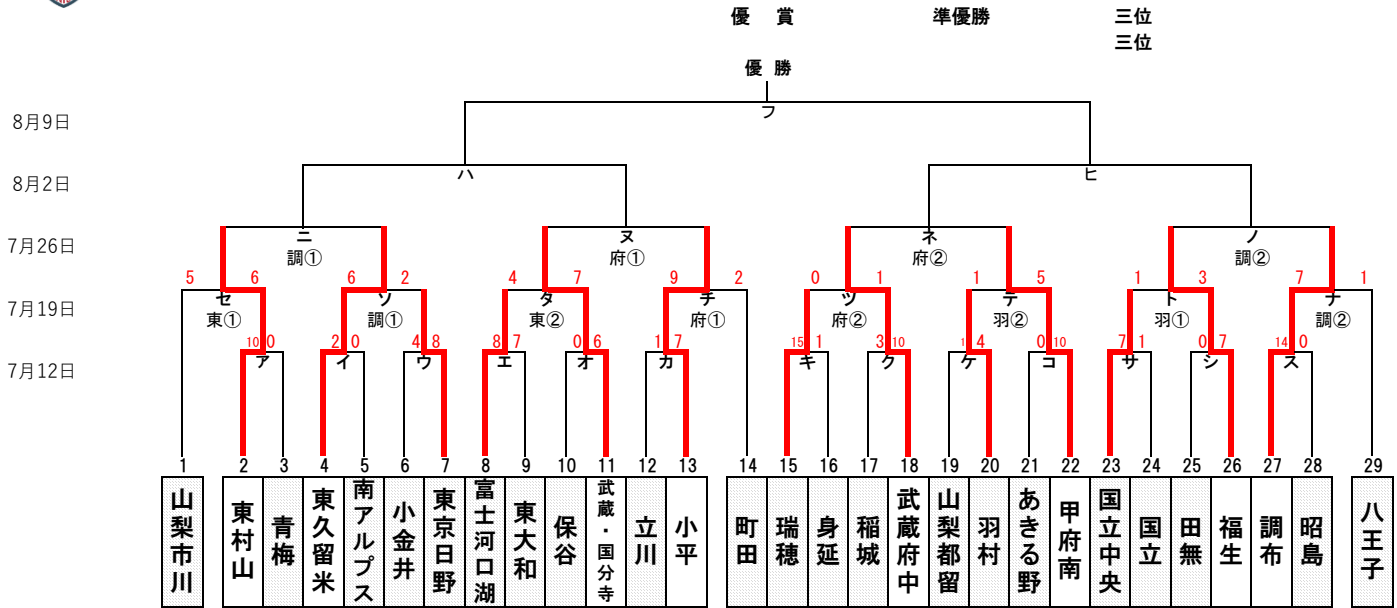 優　賞　準優勝　三位
三位
優 勝
フ
8月9日
ハ　ヒ
8月2日
ニ　ヌ　ネ　ノ
7月26日
調①　府①　府②　調②
5　6　6　2　4　7　9　2　0　1　1　5　1　3　7　1
セ　ソ　タ　チ　ツ　テ　ト　ナ
7月19日
東①　調①　東②　府①　府②　羽②　羽①　調②
10　0　2　0　4　8　8　7　0　6　1　7　15　1　3　10　1　4　0　10　7　1　0　7　14　0
ア　イ　ウ　エ　オ　カ　キ　ク　ケ　コ　サ　シ　ス
7月12日
1　2　3　4　5　6　7　8　9　10　11　12　13　14　15　16　17　18　19　20　21　22　23　24　25　26　27　28　29
山梨市川
東村山
青梅
東久留米
南アルプス
小金井
東京日野
富士河口湖
東大和
保谷
武蔵・国分寺
立川
小平
町田
瑞穂
身延
稲城
武蔵府中
山梨都留
羽村
あきる野
甲府南
国立中央
国立
田無
福生
調布
昭島
八王子